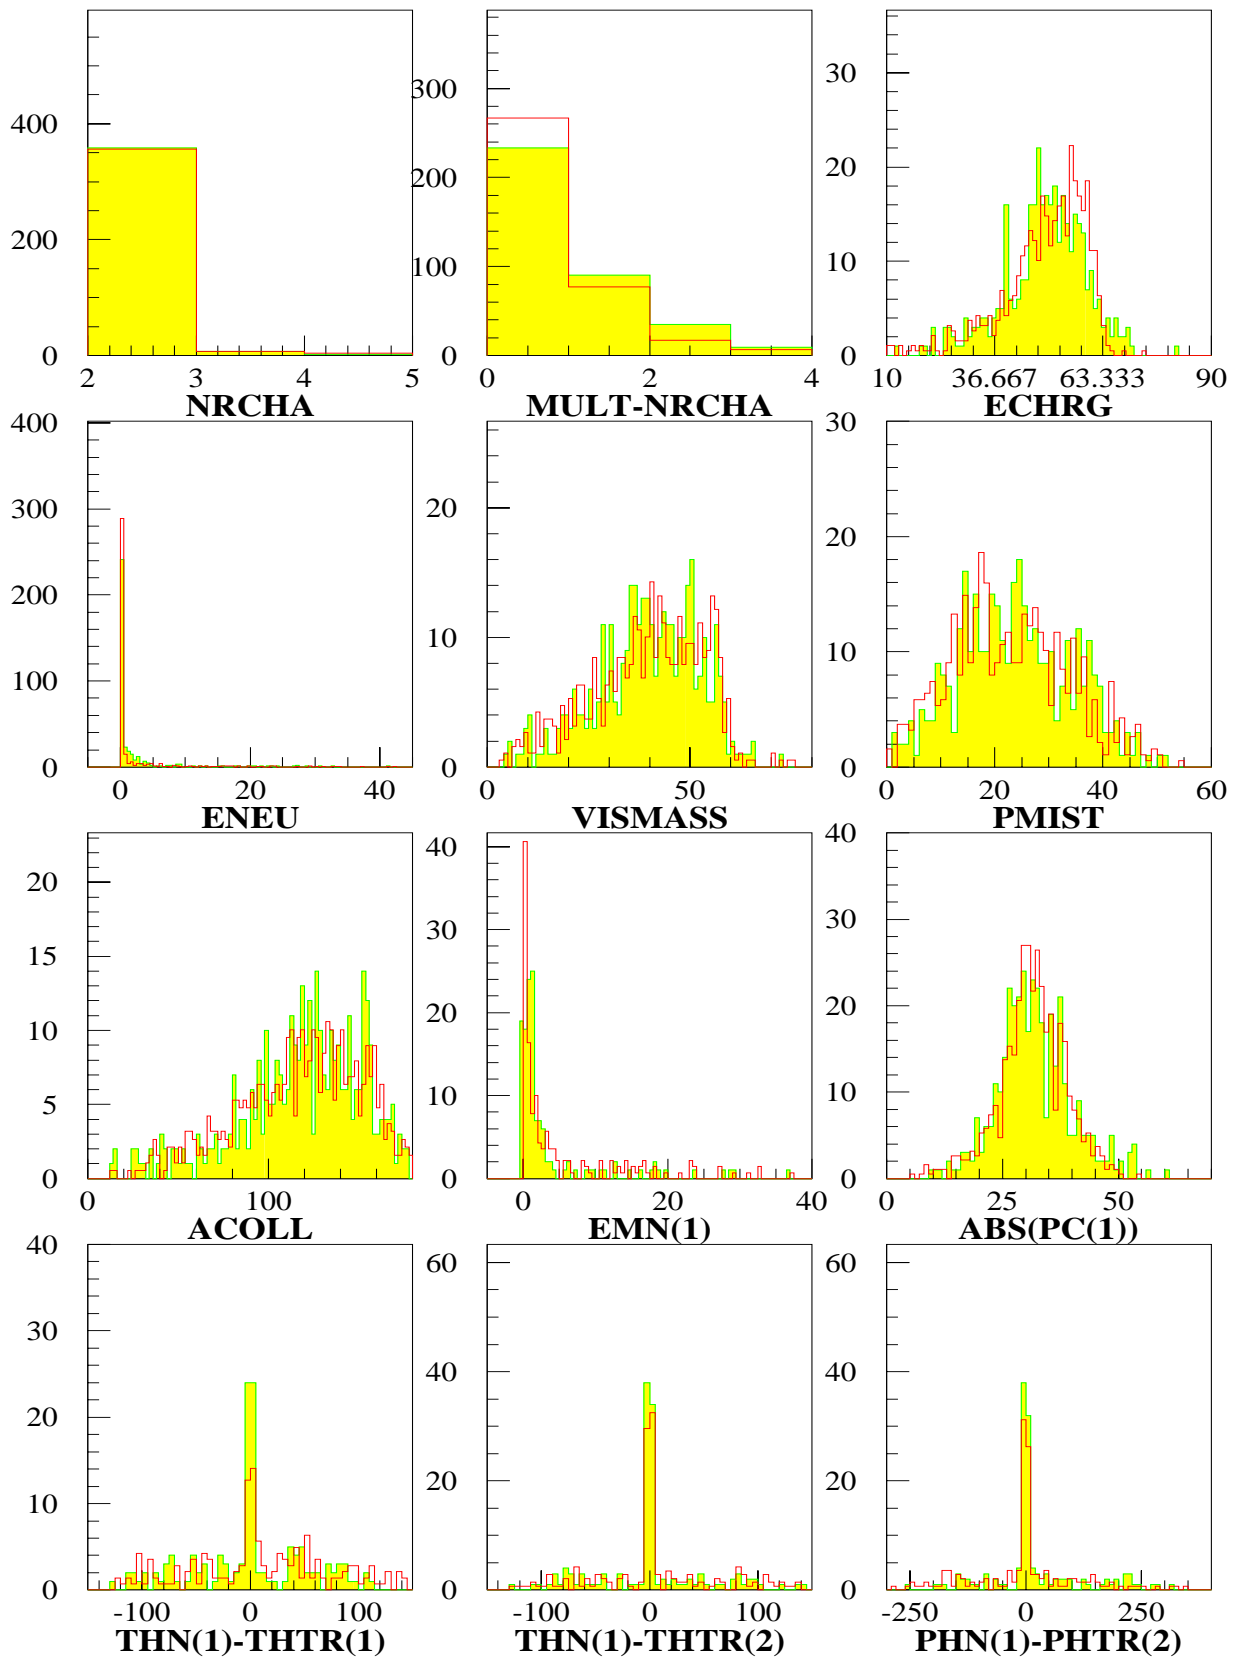 400
200
0
2 3 4 5
NRCHA
300
200
100
0
0 2 4
MULT-NRCHA
30
20
10
0
10 36.667 63.333 90
ECHRG
400
300
200
100
0
0 20 40
ENEU
20
10
0
0 50
VISMASS
30
20
10
0
0 20 40 60
PMIST
20
15
10
5
0
0 100
ACOLL
40
30
20
10
0
0 20 40
EMN(1)
40
30
20
10
0
0 25 50
ABS(PC(1))
40
30
20
10
0
-100 0 100
THN(1)-THTR(1)
60
40
20
0
-100 0 100
THN(1)-THTR(2)
60
40
20
0
-250 0 250
PHN(1)-PHTR(2)